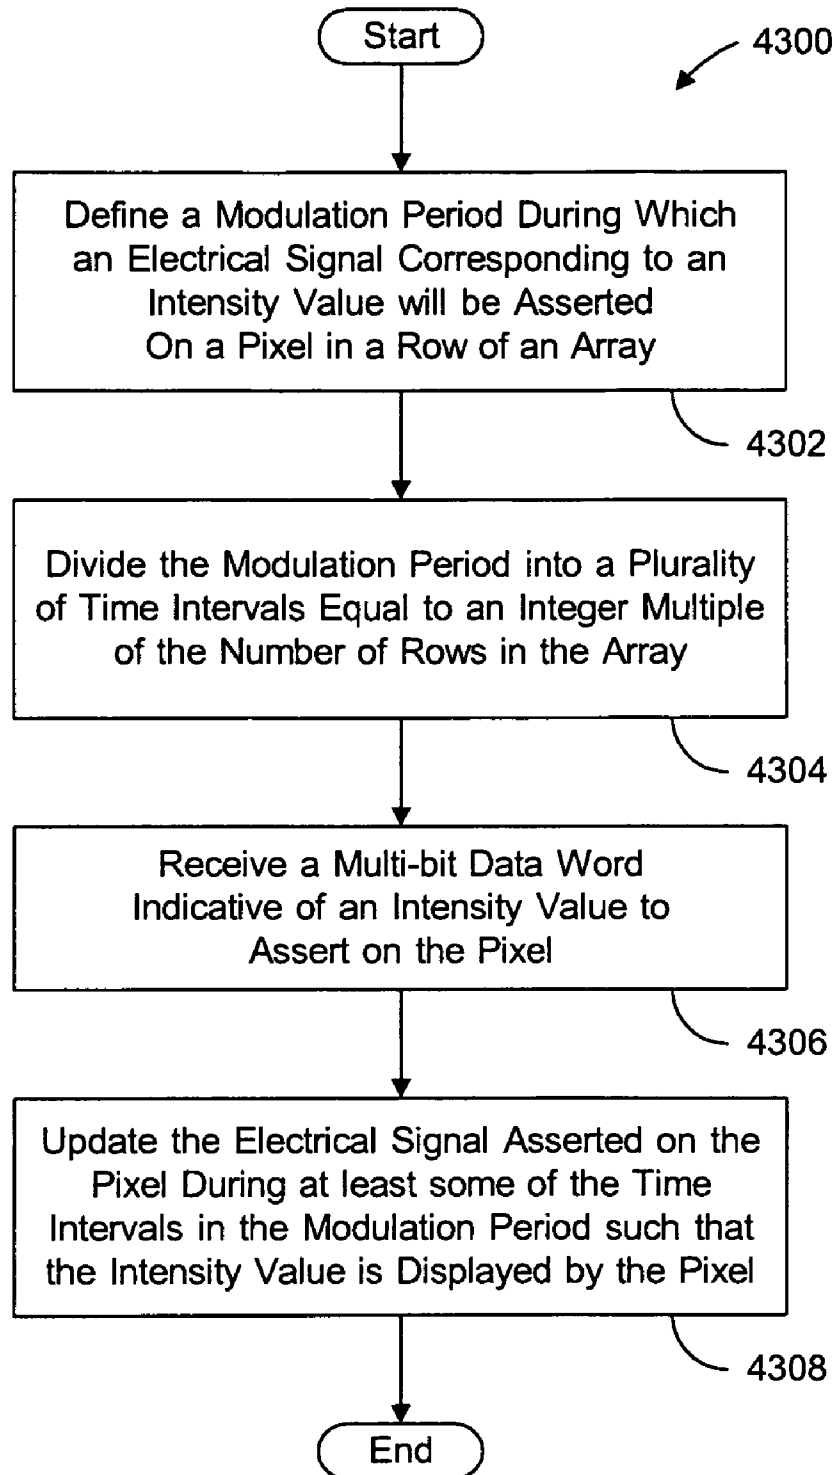 Start
4300
Define a Modulation Period During Which
an Electrical Signal Corresponding to an
Intensity Value will be Asserted
On a Pixel in a Row of an Array
4302
Divide the Modulation Period into a Plurality
of Time Intervals Equal to an Integer Multiple
of the Number of Rows in the Array
4304
Receive a Multi-bit Data Word
Indicative of an Intensity Value to
Assert on the Pixel
4306
Update the Electrical Signal Asserted on the
Pixel During at least some of the Time
Intervals in the Modulation Period such that
the Intensity Value is Displayed by the Pixel
4308
End